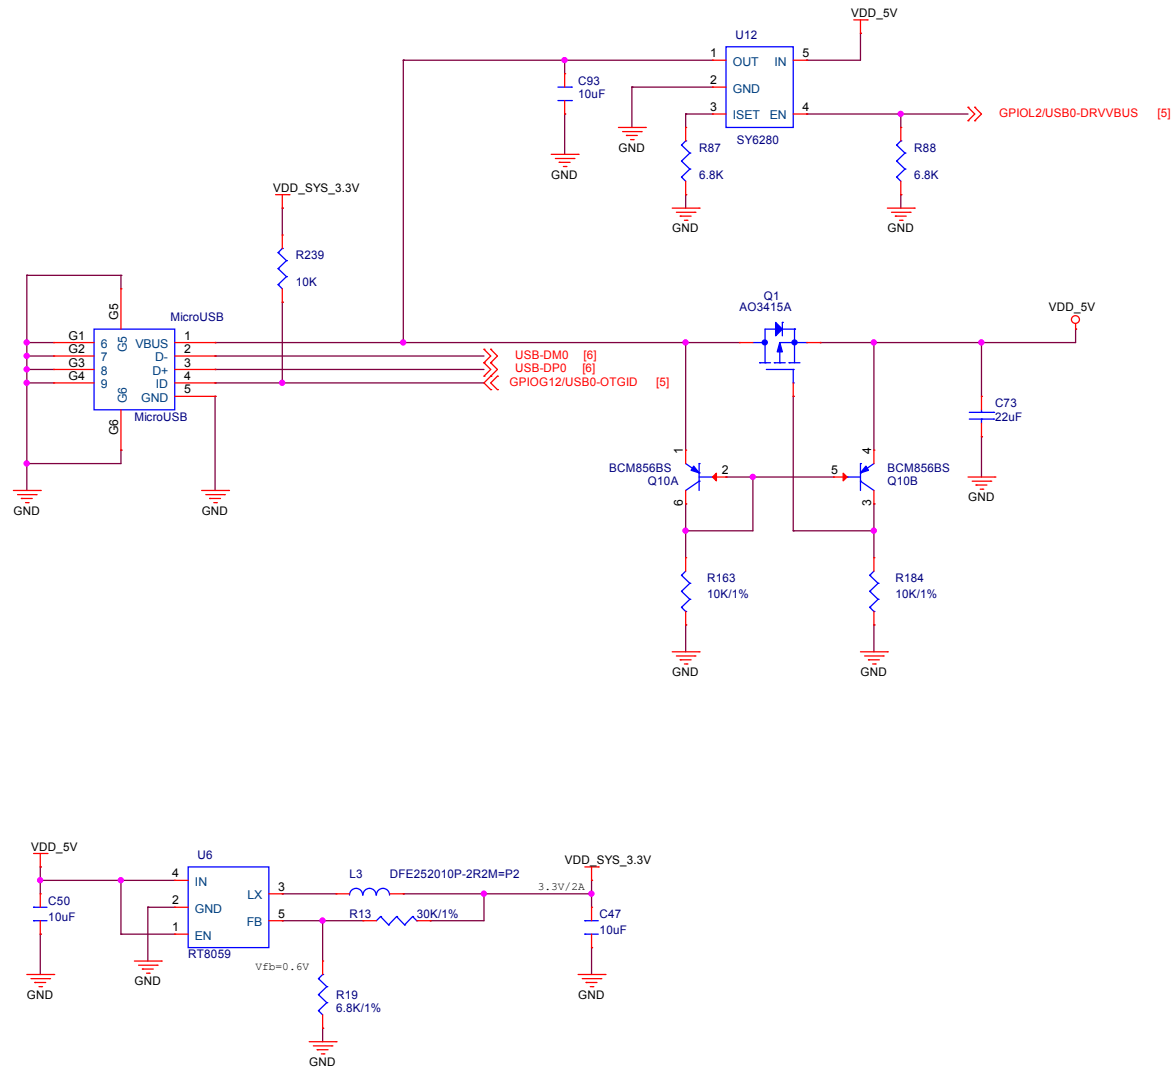 VDD_5V
U12
1 OUT IN 5
2 GND
3 ISET EN 4
SY6280
C93
10uF
GND
GND
GPIOL2/USB0-DRVVBUS [5]
R87
6.8K
GND
R88
6.8K
GND
VDD_SYS_3.3V
R239
10K
MicroUSB
G5
G5
G1 6 VBUS 1
G2 7 D- 2
G3 8 D+ 3
G4 9 ID 4
GND 5
G6
G6
MicroUSB
GND
GND
USB-DM0 [6]
USB-DP0 [6]
GPIOG12/USB0-OTGID [5]
Q1
AO3415A
VDD_5V
C73
22uF
GND
1
BCM856BS
Q10A
2
6
4
5
BCM856BS
Q10B
3
R163
10K/1%
GND
R184
10K/1%
GND
VDD_5V
C50
10uF
GND
U6
4 IN
2 GND
1 EN
LX 3
FB 5
RT8059
GND
L3 DFE252010P-2R2M=P2
R13 30K/1%
Vfb=0.6V
R19
6.8K/1%
GND
VDD_SYS_3.3V
3.3V/2A
C47
10uF
GND